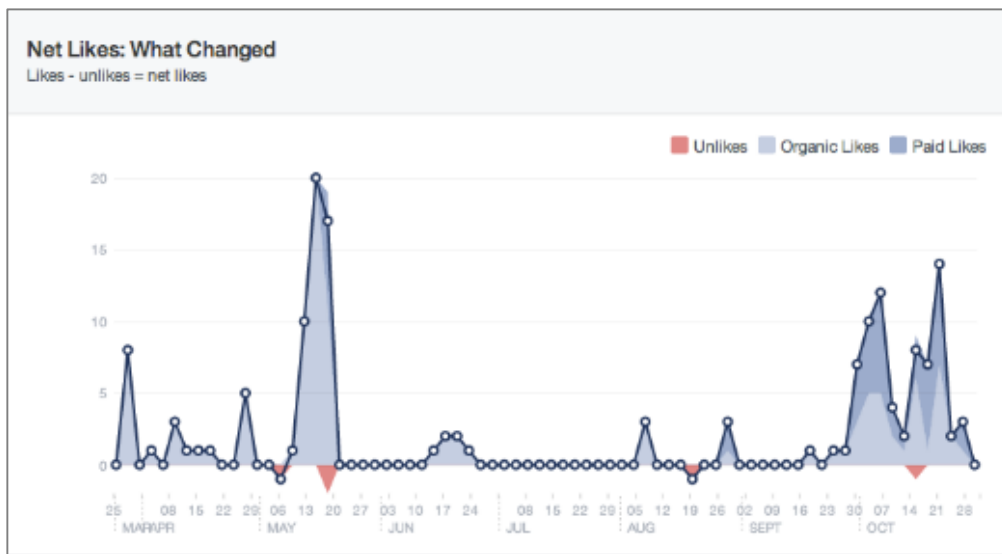 Net Likes: What Changed
Likes - unlikes = net likes
Unlikes Organic Likes Paid Likes
20
15
10
5
0
25 08 15 22 29 06 13 20 27 03 10 17 24 08 15 22 29 05 12 19 26 02 09 16 23 30 07 14 21 28
MAR APR MAY JUN JUL AUG SEPT OCT